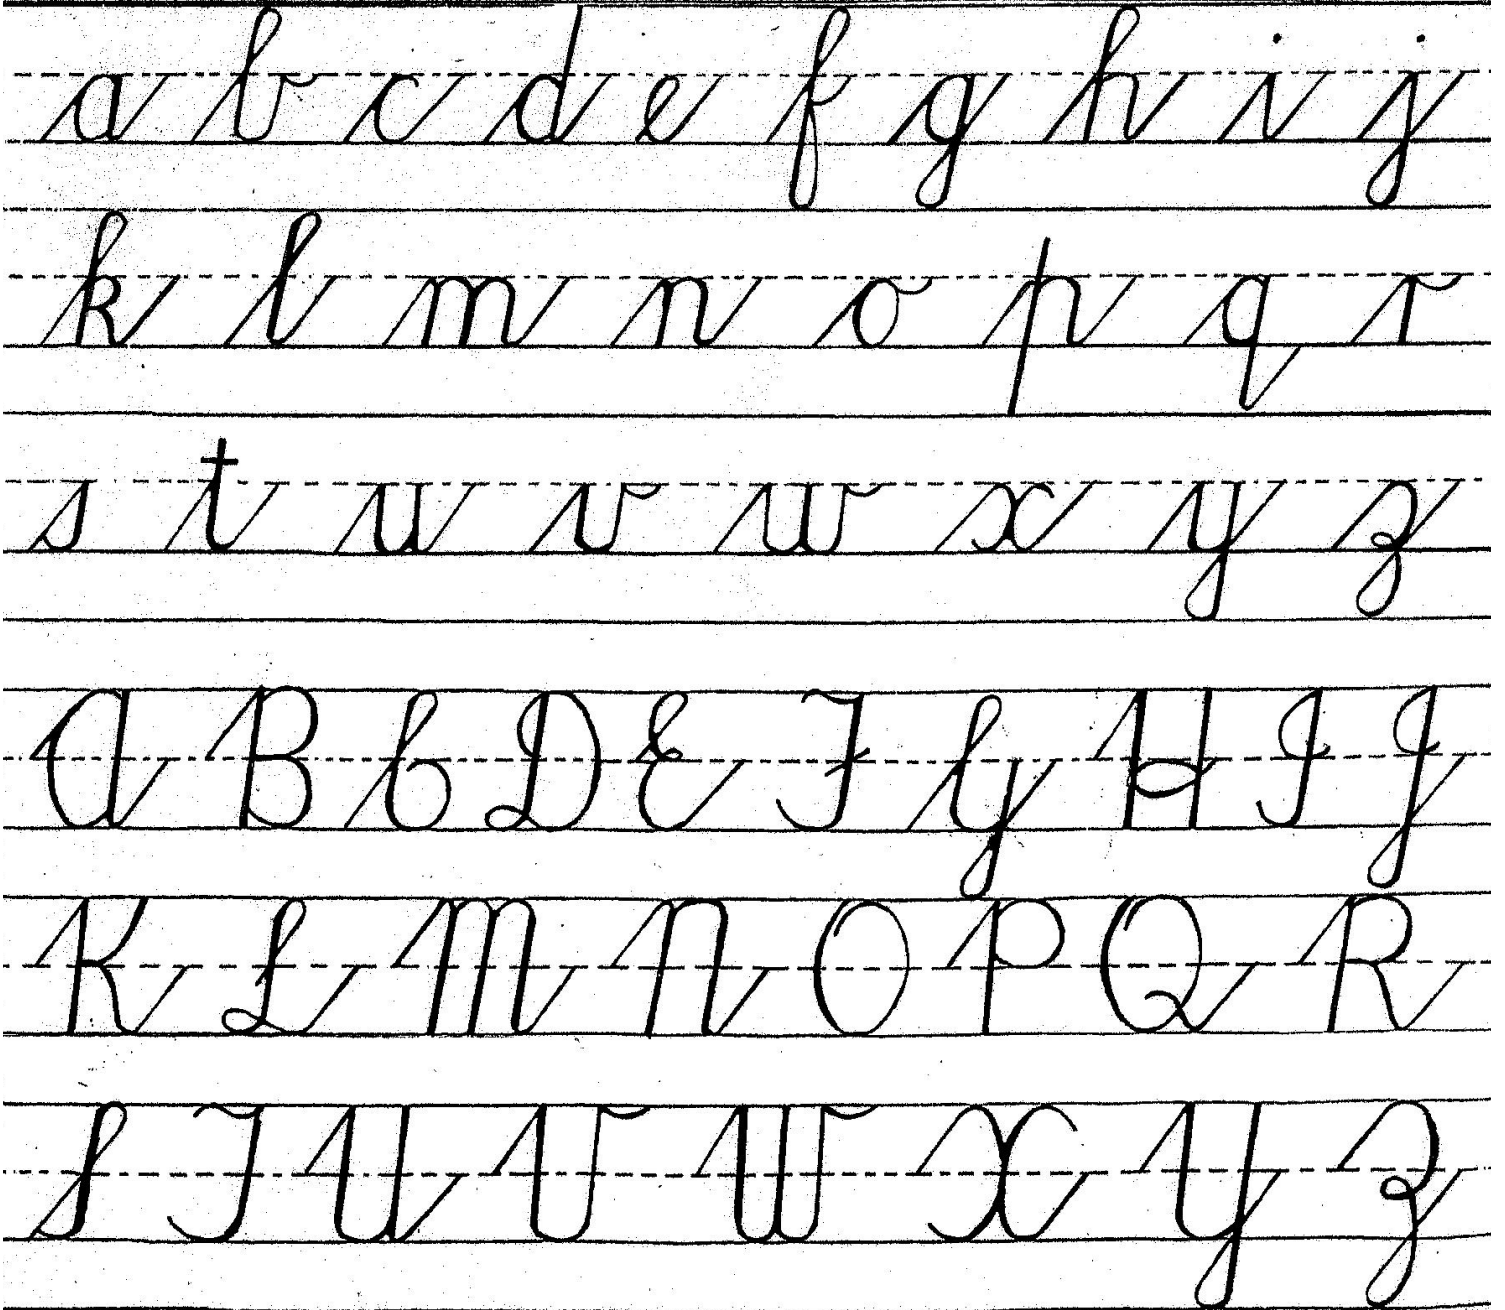 a b c d e f g h i j
k l m n o p q r
s t u v w x y z
A B C D E F G H I J
K L M N O P Q R
S T U V W X Y Z